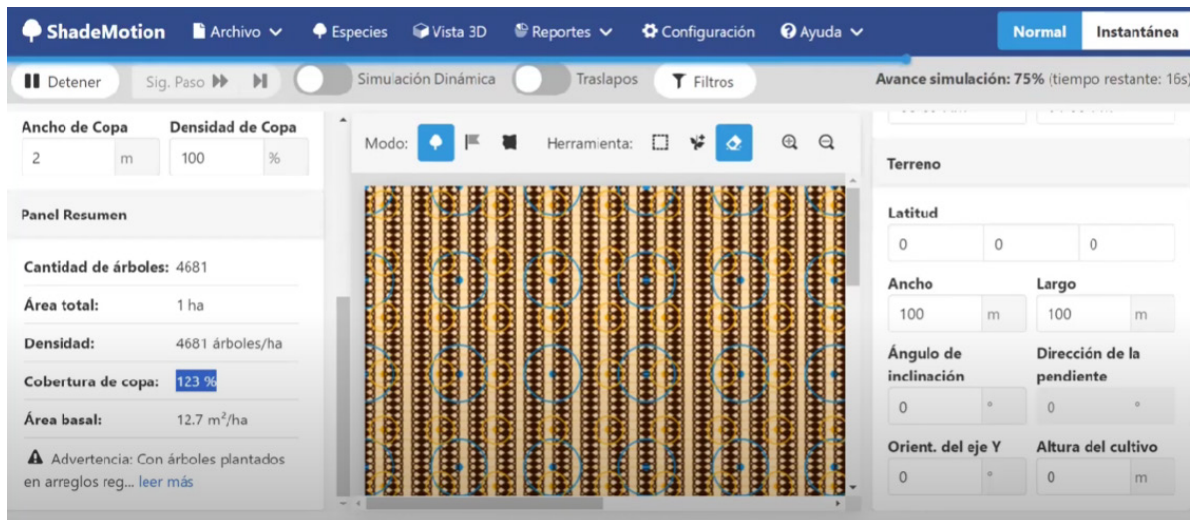 ShadeMotion Archivo Especies Vista 3D Reportes Configuración Ayuda Normal Instantánea
Detener Sig. Paso Simulación Dinámica Traslapos Filtros Avance simulación: 75% (tiempo restante: 16s)
Ancho de Copa Densidad de Copa
2 m 100 %
Panel Resumen
Cantidad de árboles: 4681
Área total: 1 ha
Densidad: 4681 árboles/ha
Cobertura de copa: 123 %
Área basal: 12.7 m²/ha
Advertencia: Con árboles plantados
en arreglos reg... leer más
Modo: Herramienta:
Terreno
Latitud
0 0 0
Ancho Largo
100 m 100 m
Ángulo de inclinación Dirección de la pendiente
0 ° 0 °
Orient. del eje Y Altura del cultivo
0 ° 0 m